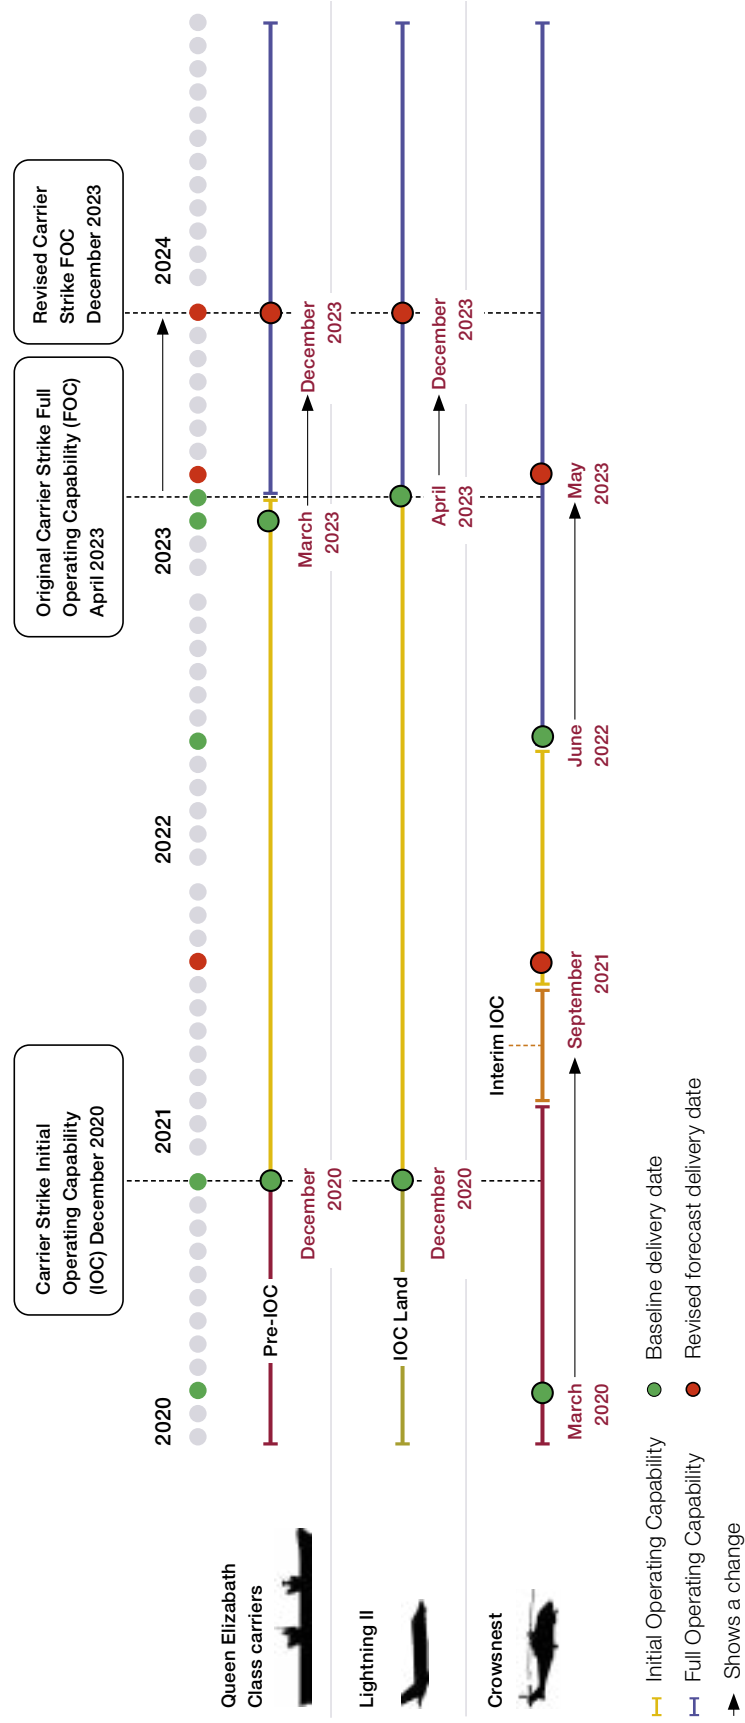 Carrier Strike Initial
Operating Capability
(IOC) December 2020
Original Carrier Strike Full
Operating Capability (FOC)
April 2023
Revised Carrier
Strike FOC
December 2023
2020
2021
2022
2023
2024
Queen Elizabath
Class carriers
Pre-IOC
December
2020
March
2023
December
2023
Lightning II
IOC Land
December
2020
April
2023
December
2023
Crowsnest
Interim IOC
March
2020
September
2021
June
2022
May
2023
Initial Operating Capability
Baseline delivery date
Full Operating Capability
Revised forecast delivery date
Shows a change